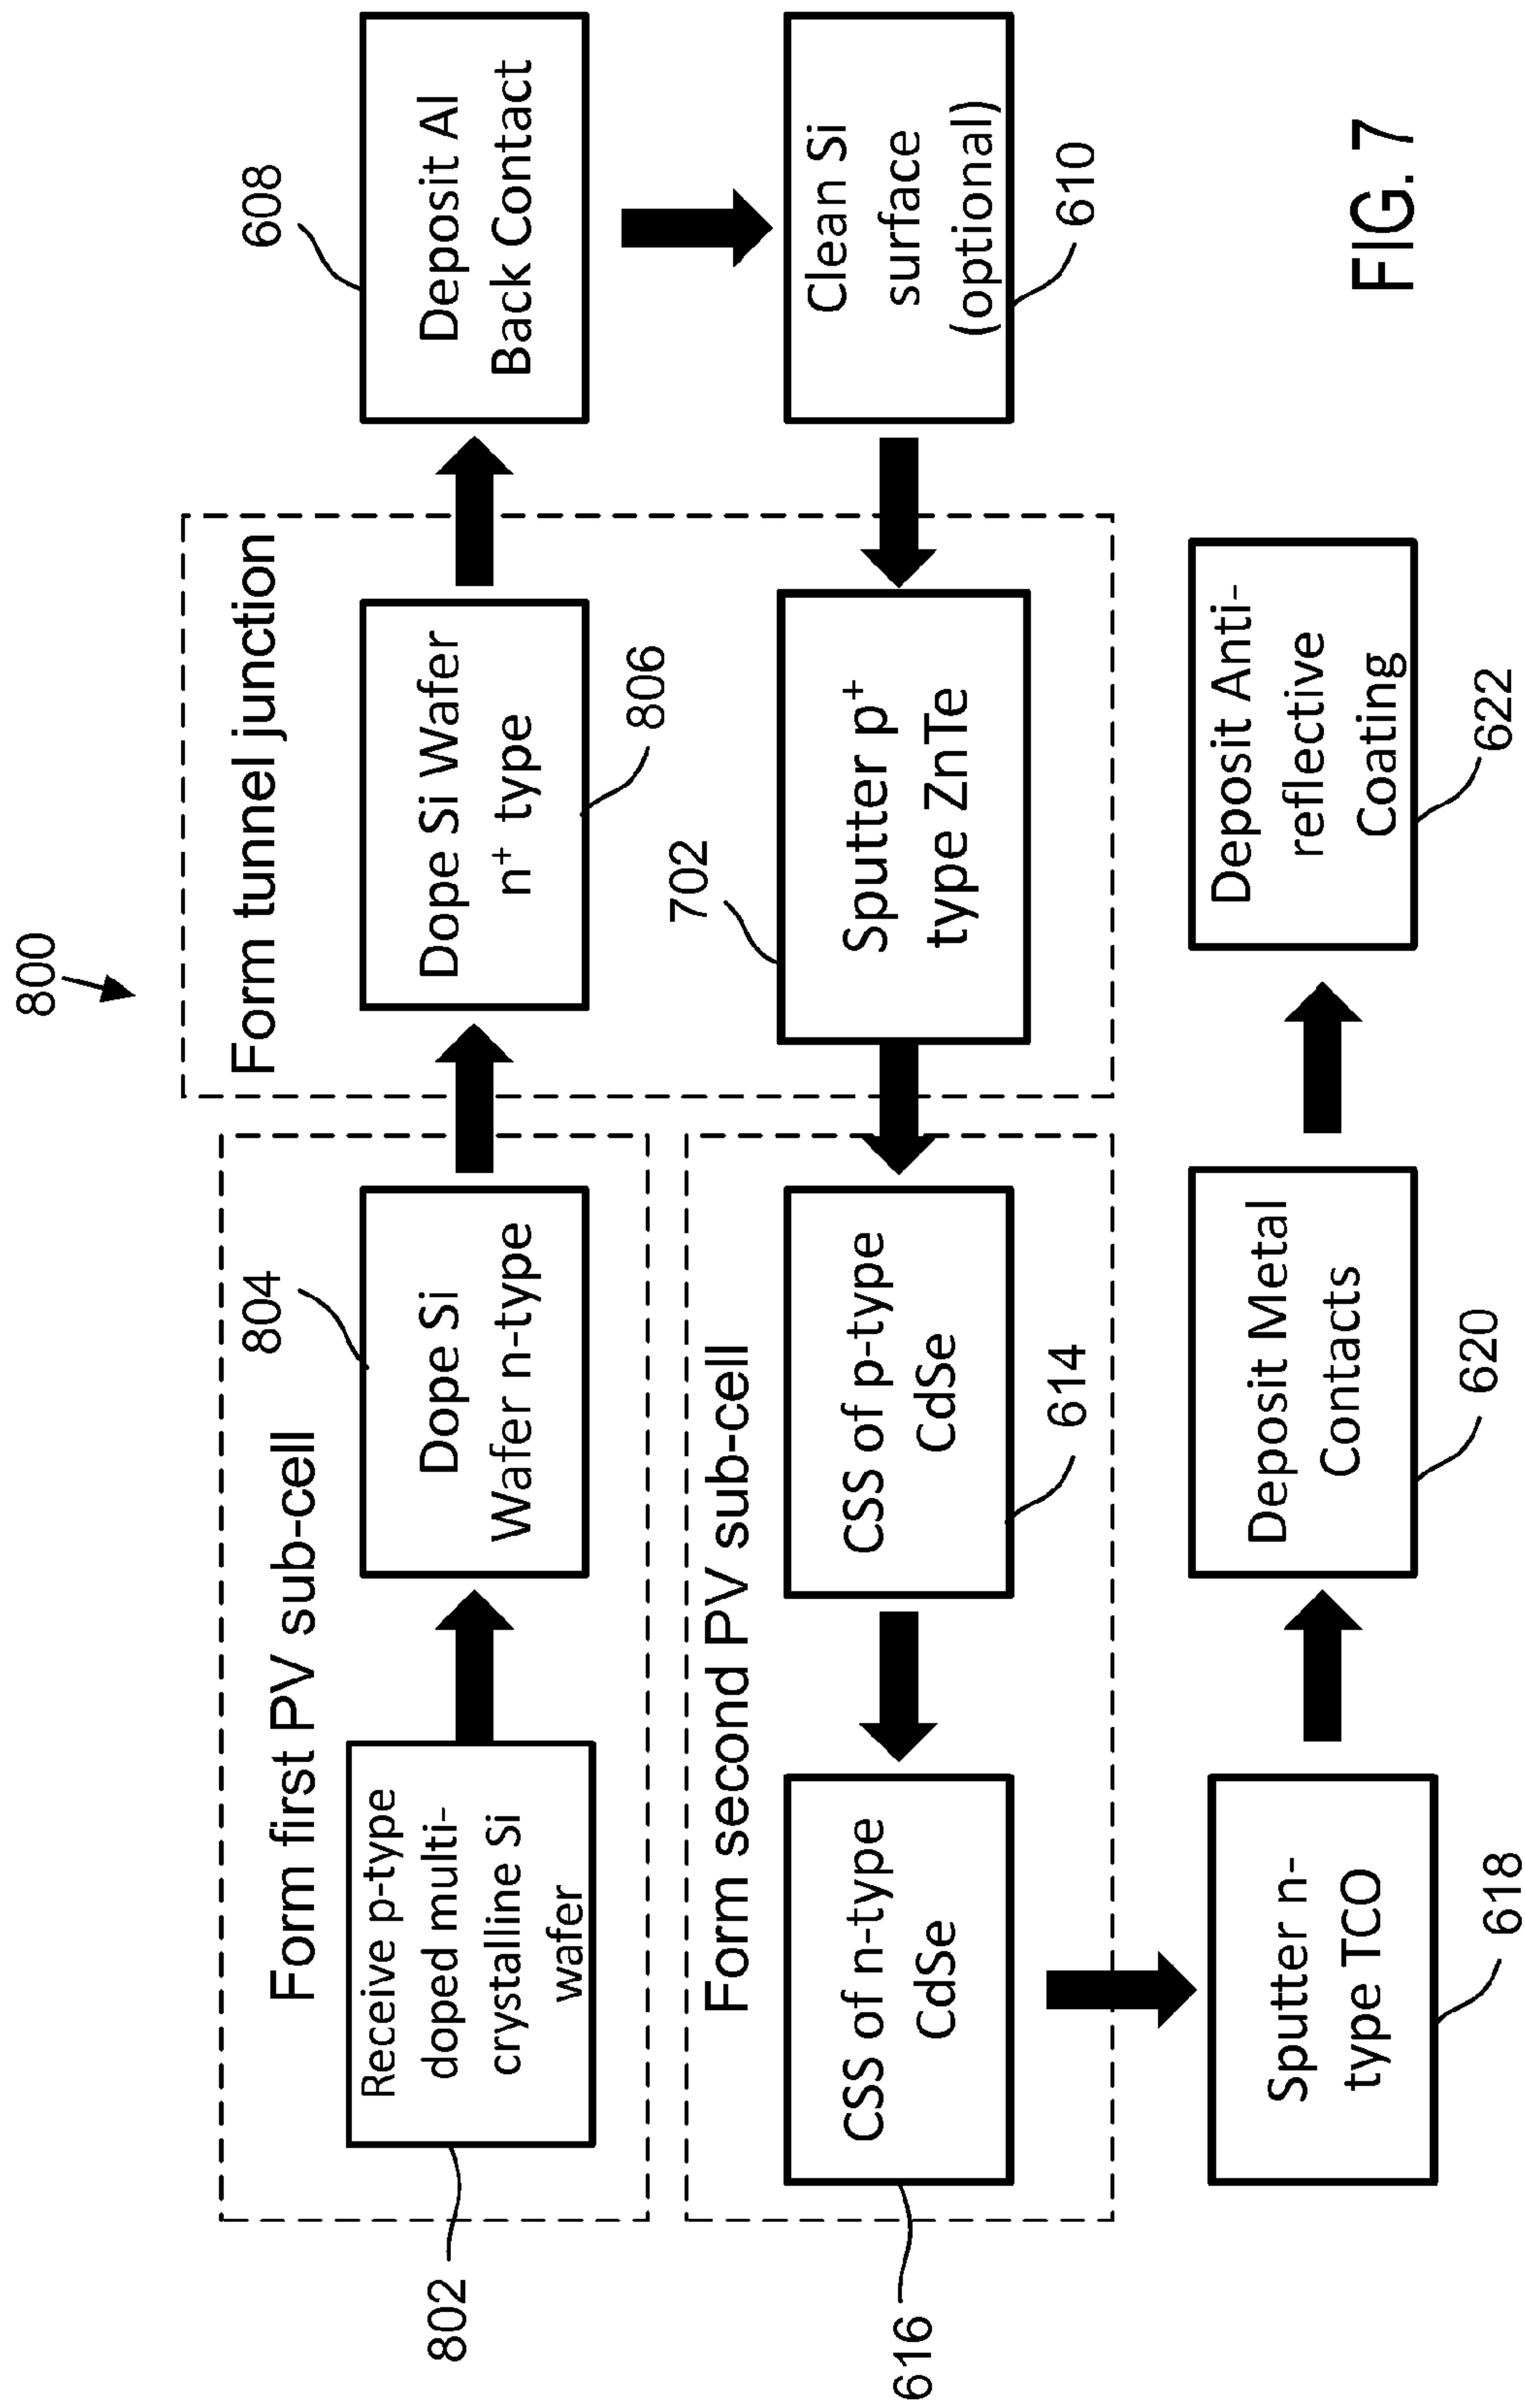 800
Form first PV sub-cell
Form tunnel junction
802
Receive p-type
doped multi-
crystalline Si
wafer
804
Dope Si
Wafer n-type
Dope Si Wafer
n⁺ type
806
608
Deposit Al
Back Contact
Form second PV sub-cell
616
CSS of n-type
CdSe
CSS of p-type
CdSe
614
702
Sputter p⁺
type ZnTe
Clean Si
surface
(optional)
610
Sputter n-
type TCO
618
Deposit Metal
Contacts
620
Deposit Anti-
reflective
Coating
622
FIG. 7